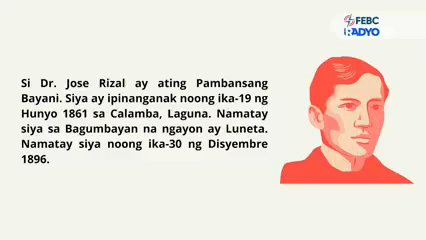 FEBC
RADYO
Si Dr. Jose Rizal ay ating Pambansang
Bayani. Siya ay ipinanganak noong ika-19 ng
Hunyo 1861 sa Calamba, Laguna. Namatay
siya sa Bagumbayan na ngayon ay Luneta.
Namatay siya noong ika-30 ng Disyembre
1896.